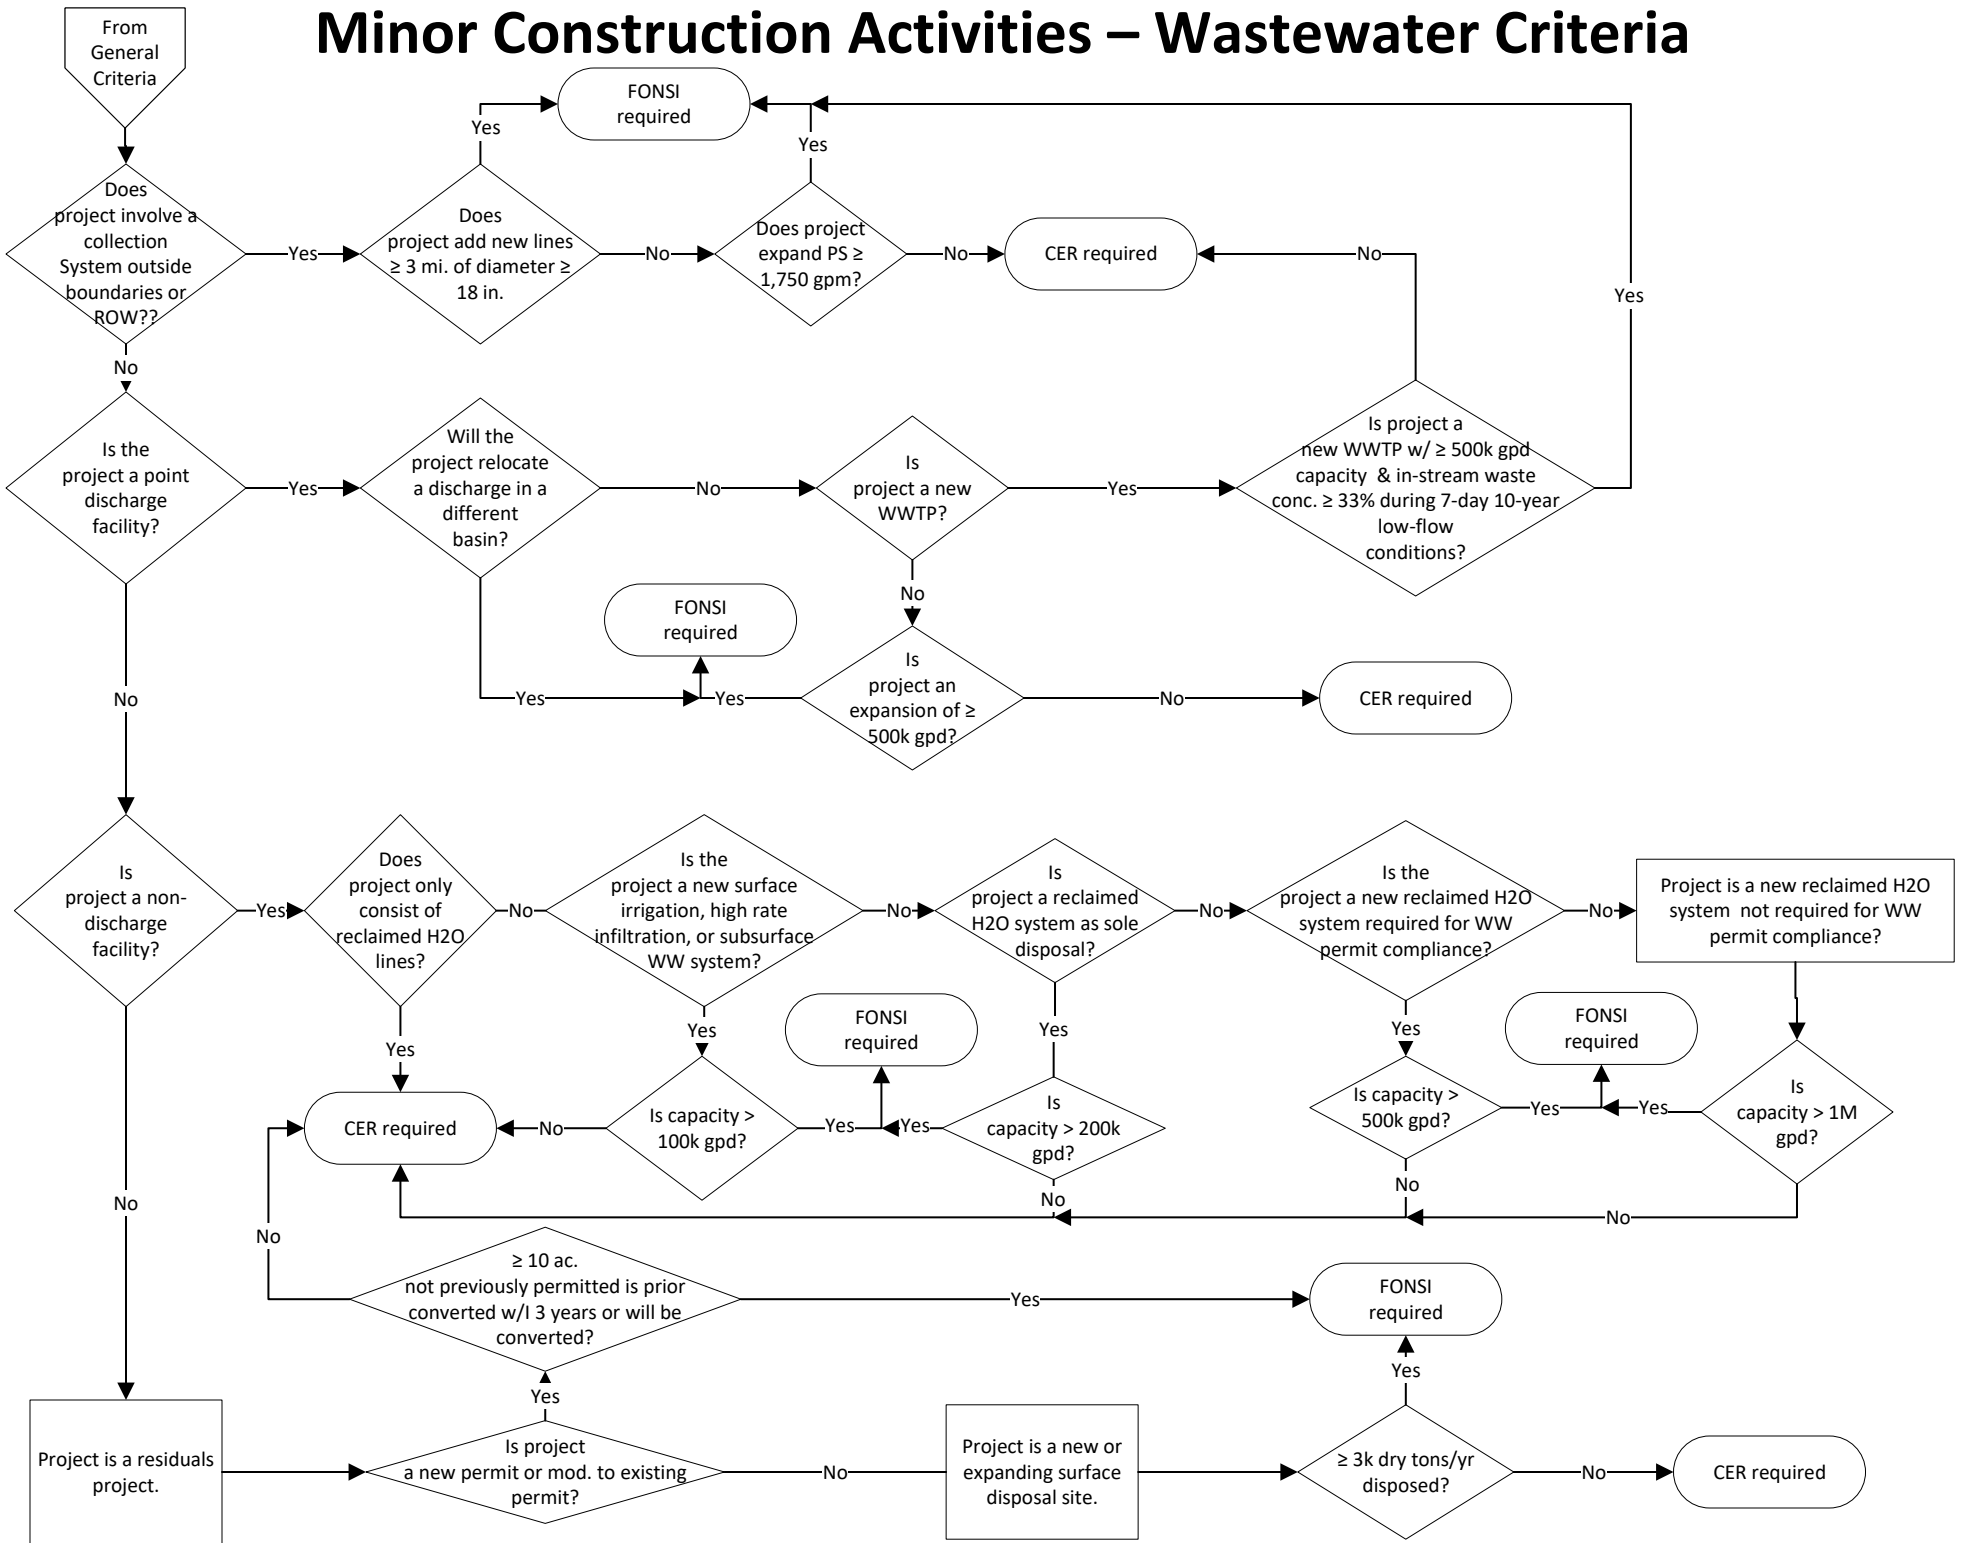 Minor Construction Activities – Wastewater Criteria
From
General
Criteria
FONSI
required
Yes
Yes
Does
project involve a
collection
System outside
boundaries or
ROW??
Yes
Does
project add new lines
≥ 3 mi. of diameter ≥
18 in.
No
Does project
expand PS ≥
1,750 gpm?
No
CER required
No
Yes
No
Is the
project a point
discharge
facility?
Yes
Will the
project relocate
a discharge in a
different
basin?
No
Is
project a new
WWTP?
Yes
Is project a
new WWTP w/ ≥ 500k gpd
capacity & in-stream waste
conc. ≥ 33% during 7-day 10-year
low-flow
conditions?
No
FONSI
required
Yes
Yes
Is
project an
expansion of ≥
500k gpd?
No
CER required
No
Is
project a non-
discharge
facility?
Yes
Does
project only
consist of
reclaimed H2O
lines?
No
Is the
project a new surface
irrigation, high rate
infiltration, or subsurface
WW system?
No
Is
project a reclaimed
H2O system as sole
disposal?
No
Is the
project a new reclaimed H2O
system required for WW
permit compliance?
No
Project is a new reclaimed H2O
system not required for WW
permit compliance?
Yes
Yes
FONSI
required
Yes
Yes
FONSI
required
CER required
No
Is capacity >
100k gpd?
Yes
Yes
Is
capacity > 200k
gpd?
Is capacity >
500k gpd?
Yes
Yes
Is
capacity > 1M
gpd?
No
No
No
No
No
≥ 10 ac.
not previously permitted is prior
converted w/I 3 years or will be
converted?
Yes
FONSI
required
Yes
Yes
Project is a residuals
project.
Is project
a new permit or mod. to existing
permit?
No
Project is a new or
expanding surface
disposal site.
≥ 3k dry tons/yr
disposed?
No
CER required